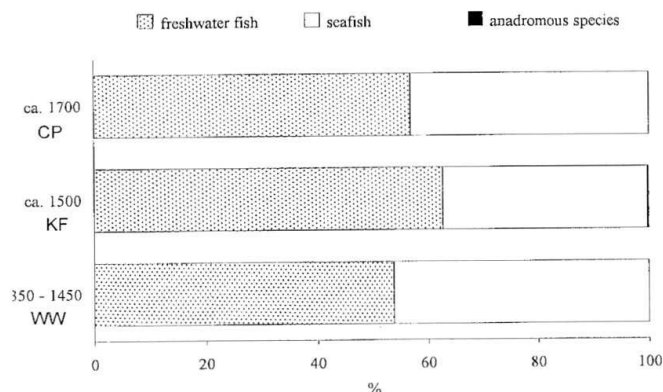 freshwater fish seafish anadromous species
ca. 1700
CP
ca. 1500
KF
350 - 1450
WW
0 20 40 60 80 100
%